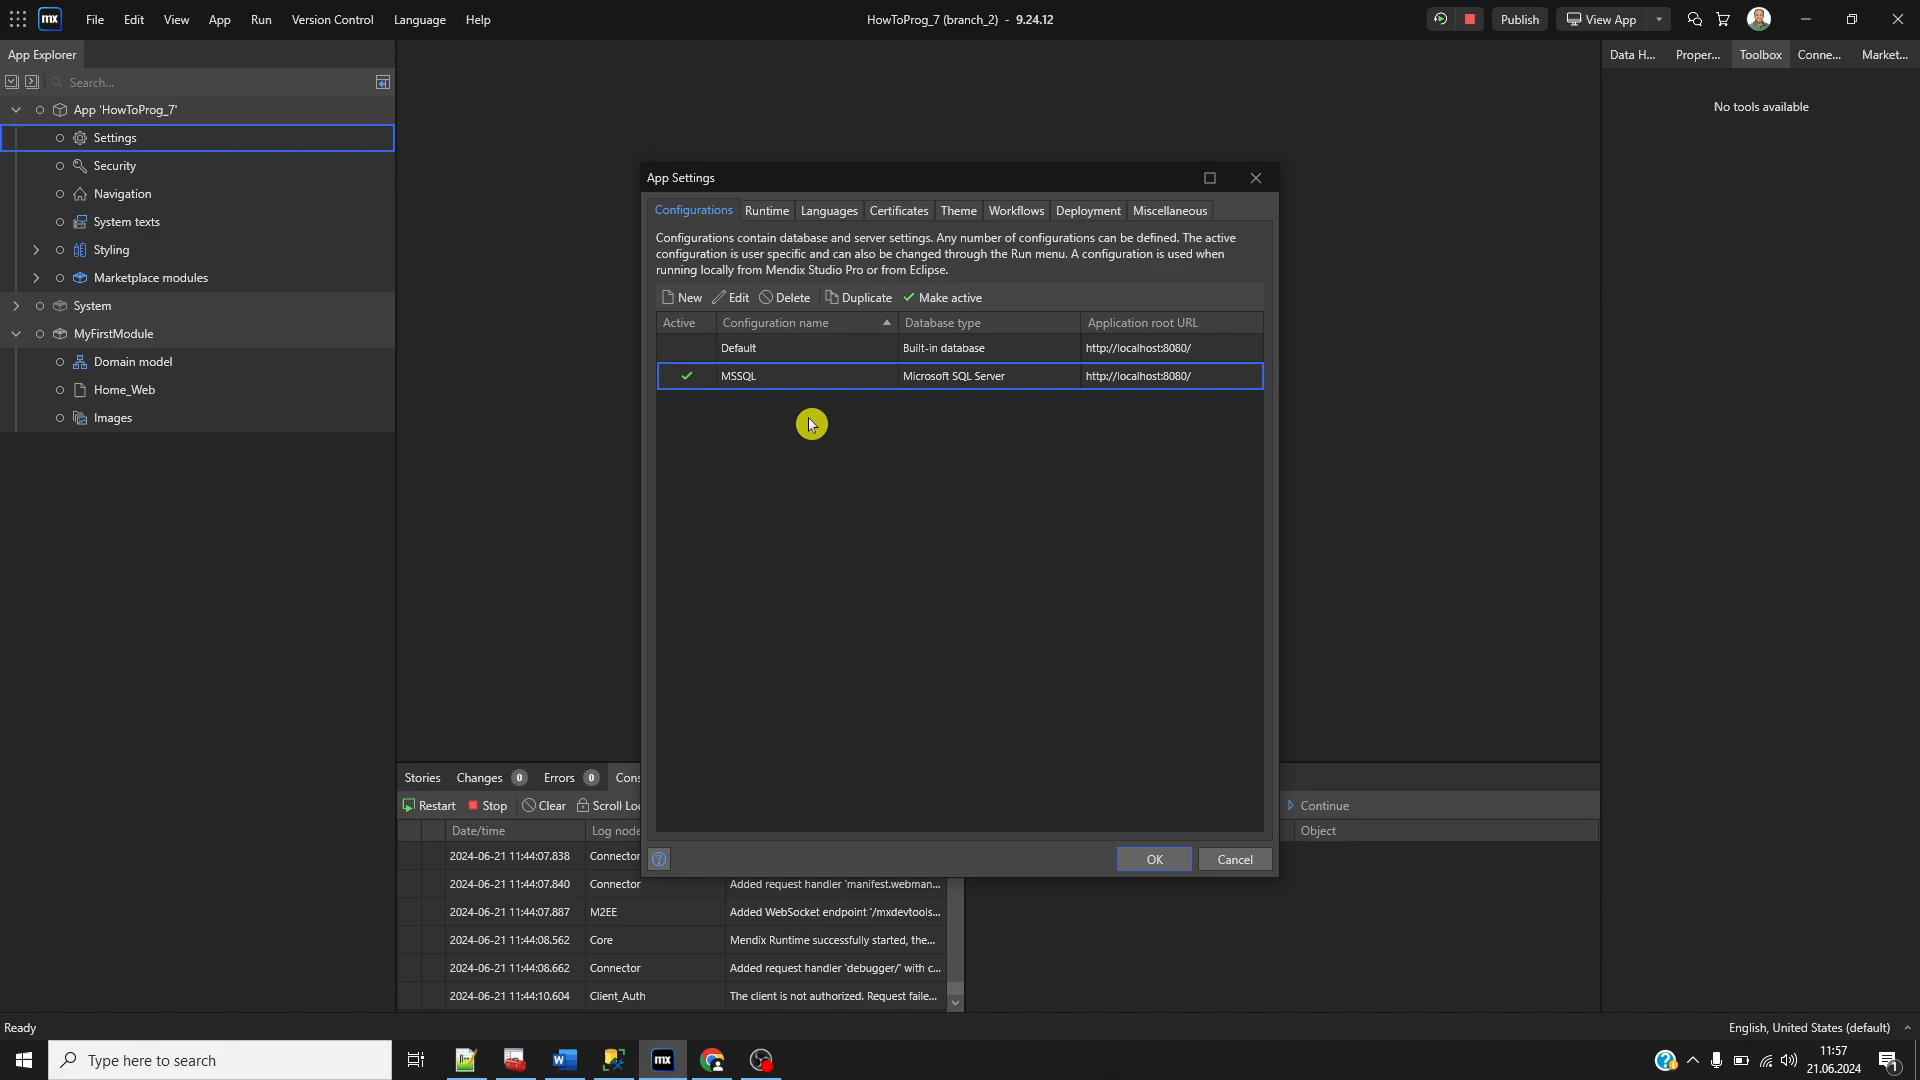 mx File Edit View App Run Version Control Language Help
HowToProg_7 (branch_2) - 9.24.12
Publish View App
App Explorer
Search...
App 'HowToProg_7'
Settings
Security
Navigation
System texts
Styling
Marketplace modules
System
MyFirstModule
Domain model
Home_Web
Images
Data H... Proper... Toolbox Conne... Market...
No tools available
App Settings
Configurations Runtime Languages Certificates Theme Workflows Deployment Miscellaneous
Configurations contain database and server settings. Any number of configurations can be defined. The active
configuration is user specific and can also be changed through the Run menu. A configuration is used when
running locally from Mendix Studio Pro or from Eclipse.
New Edit Delete Duplicate Make active
Active Configuration name Database type Application root URL
Default Built-in database http://localhost:8080/
MSSQL Microsoft SQL Server http://localhost:8080/
OK Cancel
Stories Changes 0 Errors 0 Cons
Restart Stop Clear Scroll Loc
Continue
Date/time Log node
Object
2024-06-21 11:44:07.838 Connector
2024-06-21 11:44:07.840 Connector Added request handler 'manifest.webman...
2024-06-21 11:44:07.887 M2EE Added WebSocket endpoint '/mxdevtools...
2024-06-21 11:44:08.562 Core Mendix Runtime successfully started, the...
2024-06-21 11:44:08.662 Connector Added request handler 'debugger/' with c...
2024-06-21 11:44:10.604 Client_Auth The client is not authorized. Request faile...
Ready
English, United States (default)
Type here to search
mx
11:57
21.06.2024
1